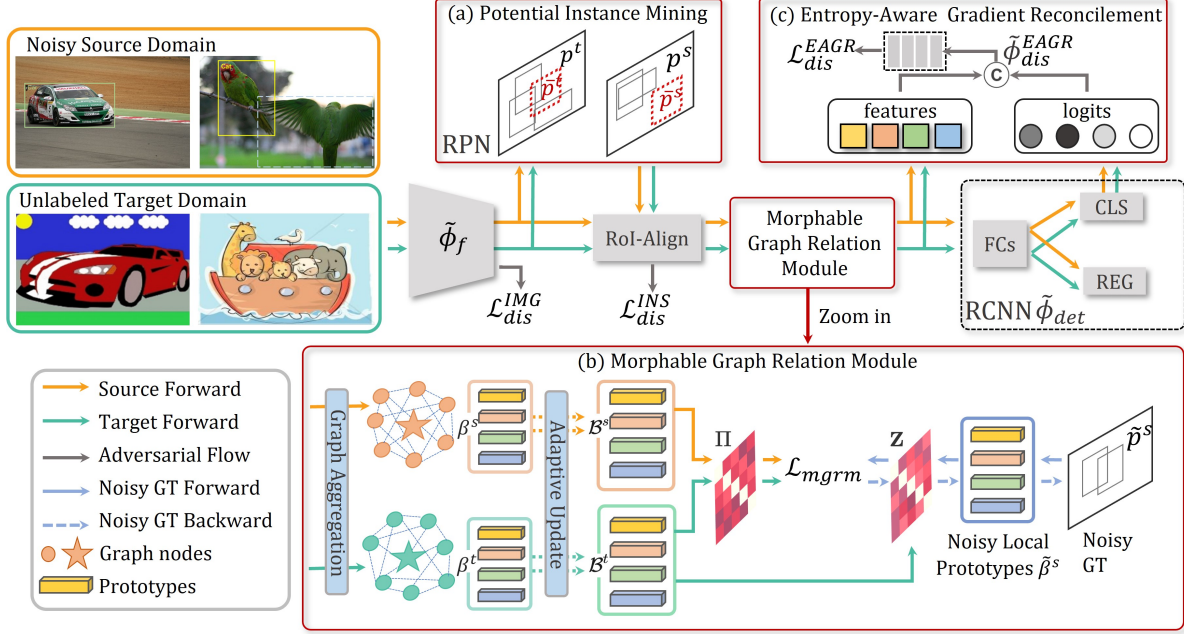 (a) Potential Instance Mining
(c) Entropy-Aware Gradient Reconcilement
Noisy Source Domain
Cat
p^t
p̃^t
p^s
p̃^s
RPN
ℒ_dis^EAGR
ϕ̃_dis^EAGR
C
features
logits
Unlabeled Target Domain
ϕ̃_f
RoI-Align
Morphable
Graph Relation
Module
FCs
CLS
REG
RCNN ϕ̃_det
ℒ_dis^IMG
ℒ_dis^INS
Zoom in
(b) Morphable Graph Relation Module
Source Forward
Target Forward
Adversarial Flow
Noisy GT Forward
Noisy GT Backward
Graph nodes
Prototypes
Graph Aggregation
β^s
Adaptive Update
ℬ^s
Π
ℒ_mgrm
Z
p̃^s
β^t
ℬ^t
Noisy Local
Prototypes β̃^s
Noisy
GT